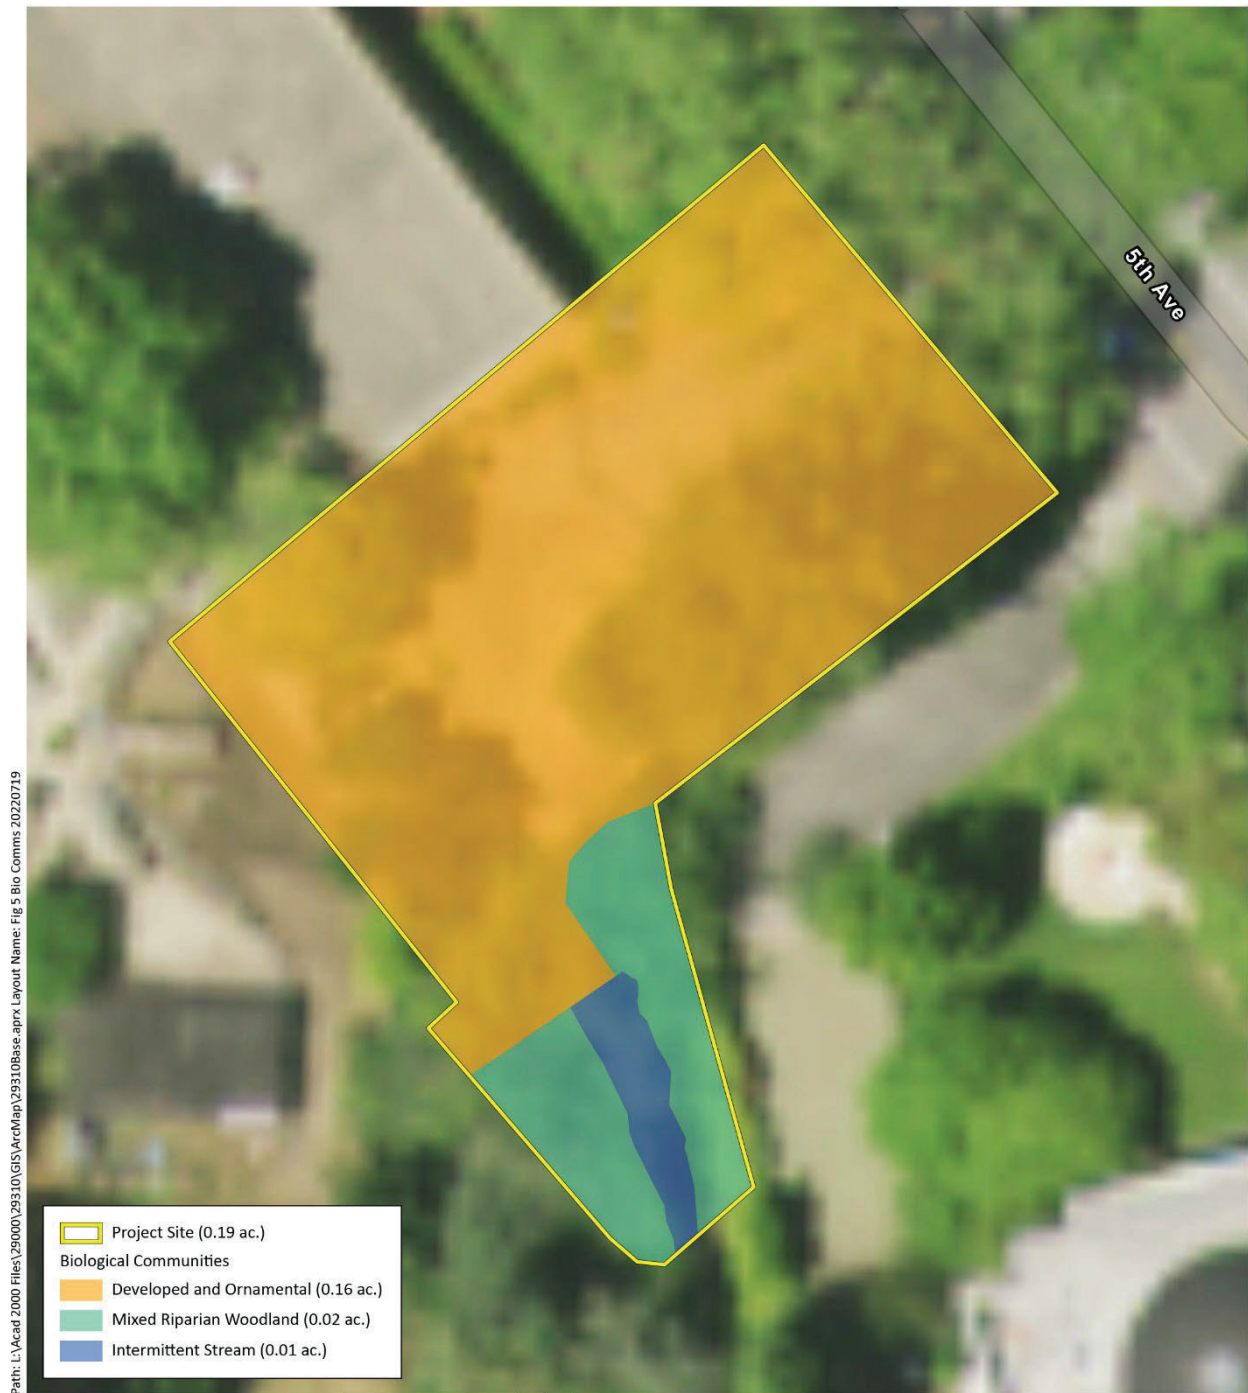 5th Ave
Path: L:\Acad 2000 Files\29000\29310\GIS\ArcMap\29310Base.aprx Layout Name: Fig 5 Bio Comms 20220719
Project Site (0.19 ac.)
Biological Communities
Developed and Ornamental (0.16 ac.)
Mixed Riparian Woodland (0.02 ac.)
Intermittent Stream (0.01 ac.)